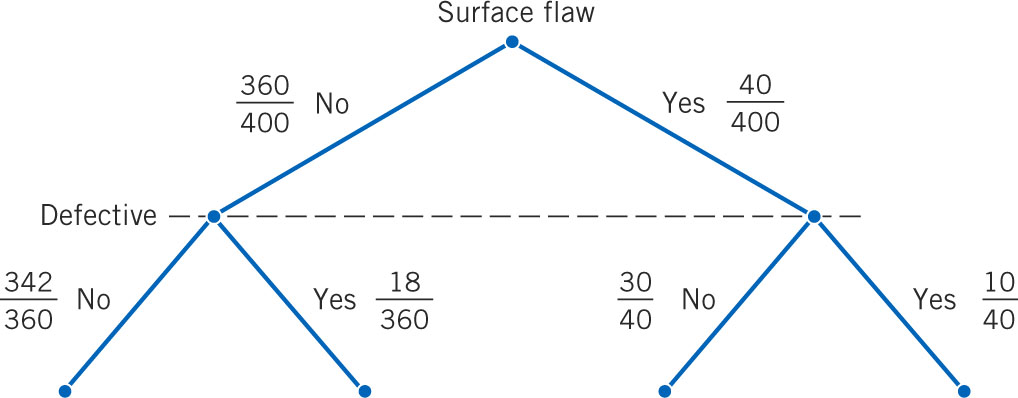 Surface flaw
360/400 No
Yes 40/400
Defective
342/360 No
Yes 18/360
30/40 No
Yes 10/40